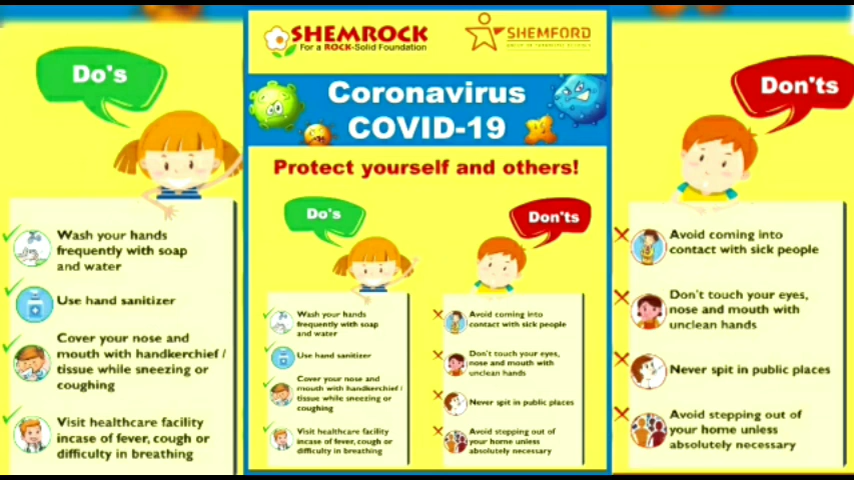 Do's
Wash your hands
frequently with soap
and water
Use hand sanitizer
Cover your nose and
mouth with handkerchief /
tissue while sneezing or
coughing
Visit healthcare facility
incase of fever, cough or
difficulty in breathing
SHEMROCK
For a ROCK-Solid Foundation
SHEMFORD
Coronavirus
COVID-19
Protect yourself and others!
Do's
Wash your hands
frequently with soap
and water
Use hand sanitizer
Cover your nose and
mouth with handkerchief /
tissue while sneezing or
coughing
Visit healthcare facility
incase of fever, cough or
difficulty in breathing
Don'ts
Avoid coming into
contact with sick people
Don't touch your eyes,
nose and mouth with
unclean hands
Never spit in public places
Avoid stepping out of
your home unless
absolutely necessary
Don'ts
Avoid coming into
contact with sick people
Don't touch your eyes,
nose and mouth with
unclean hands
Never spit in public places
Avoid stepping out of
your home unless
absolutely necessary